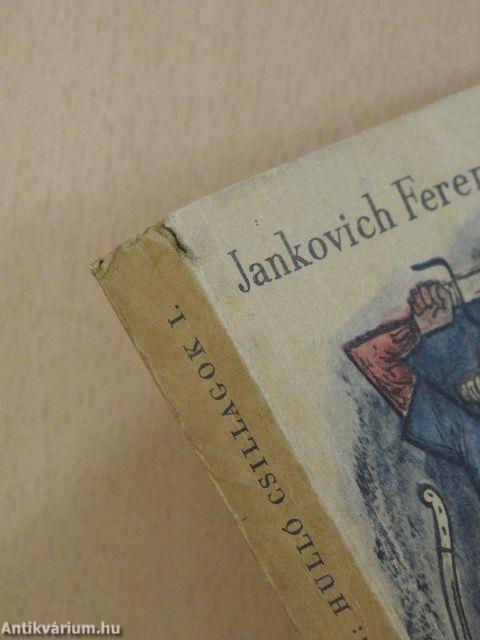 Jankovich Feren
: HULLÓ CSILLAGOK I.
Antikvárium.hu